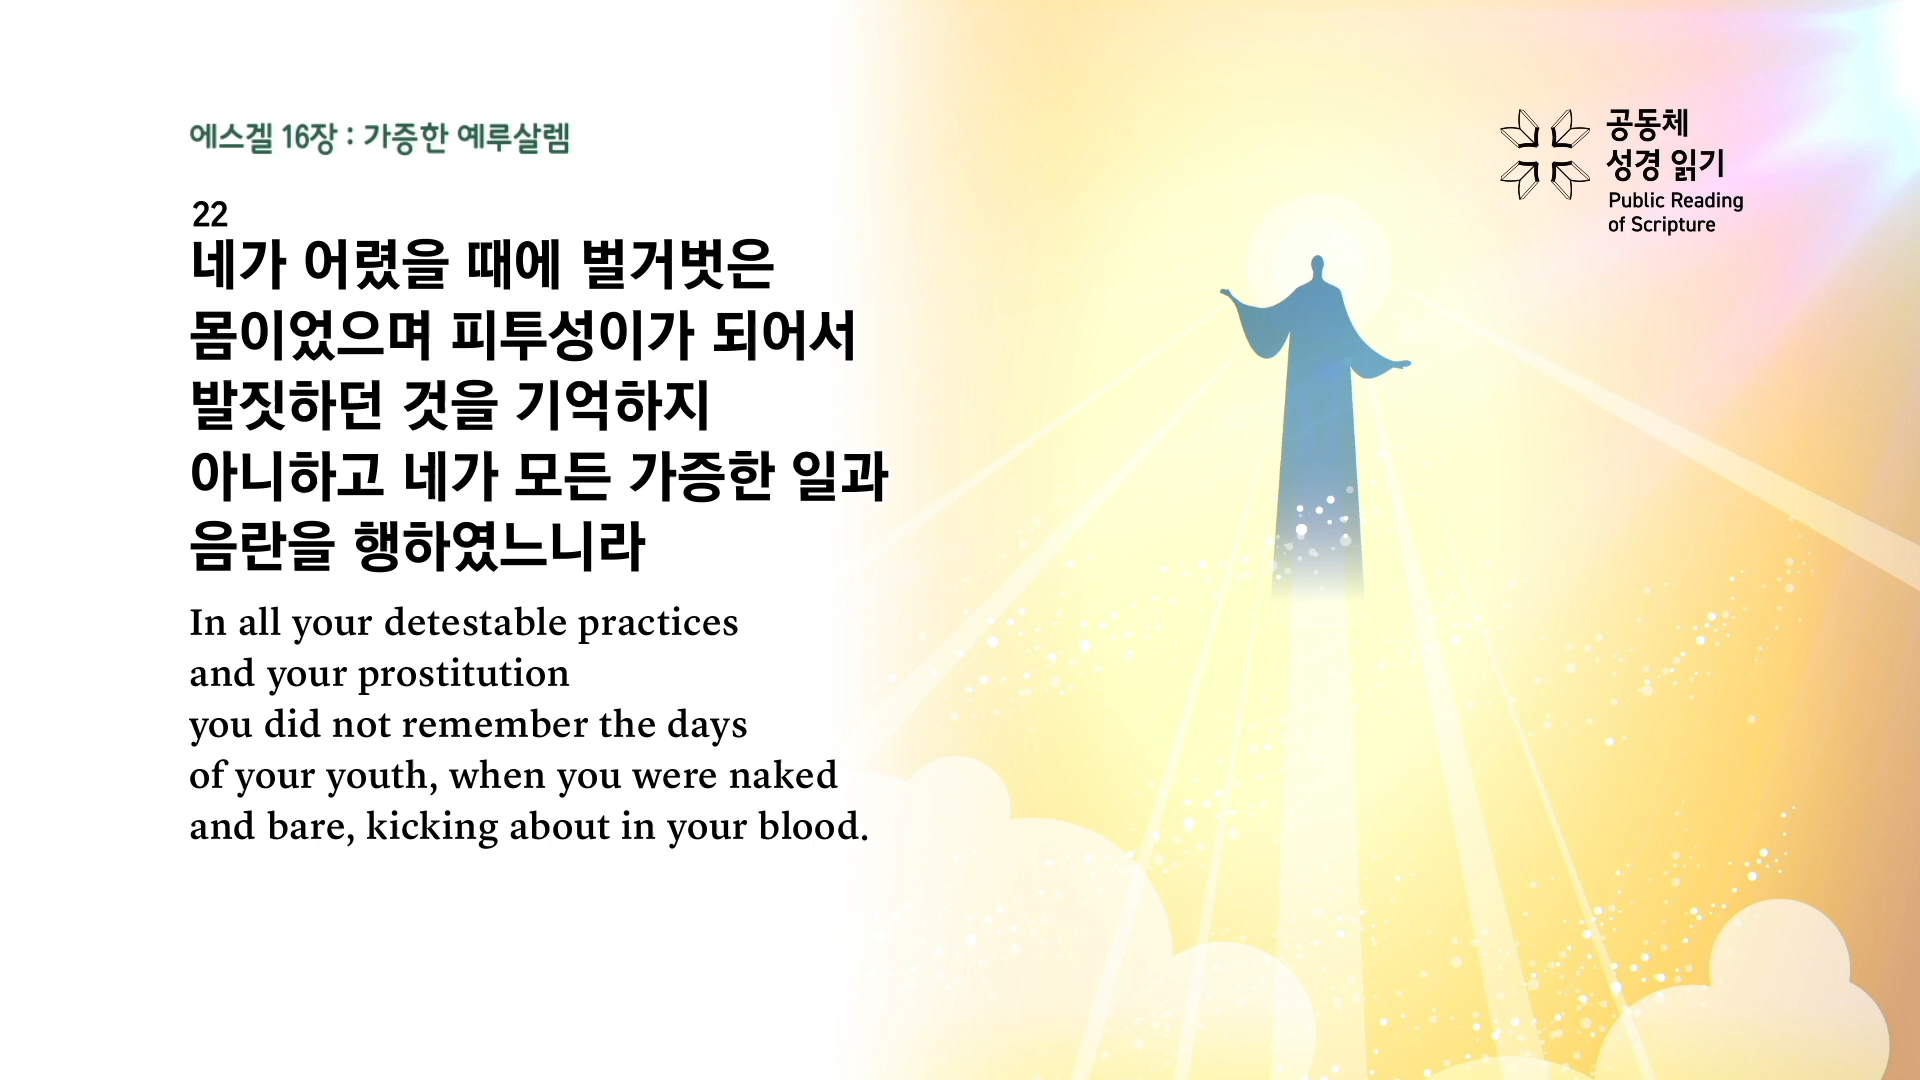 에스겔 16장 : 가증한 예루살렘
22
네가 어렸을 때에 벌거벗은
몸이었으며 피투성이가 되어서
발짓하던 것을 기억하지
아니하고 네가 모든 가증한 일과
음란을 행하였느니라
In all your detestable practices
and your prostitution
you did not remember the days
of your youth, when you were naked
and bare, kicking about in your blood.
공동체
성경 읽기
Public Reading
of Scripture